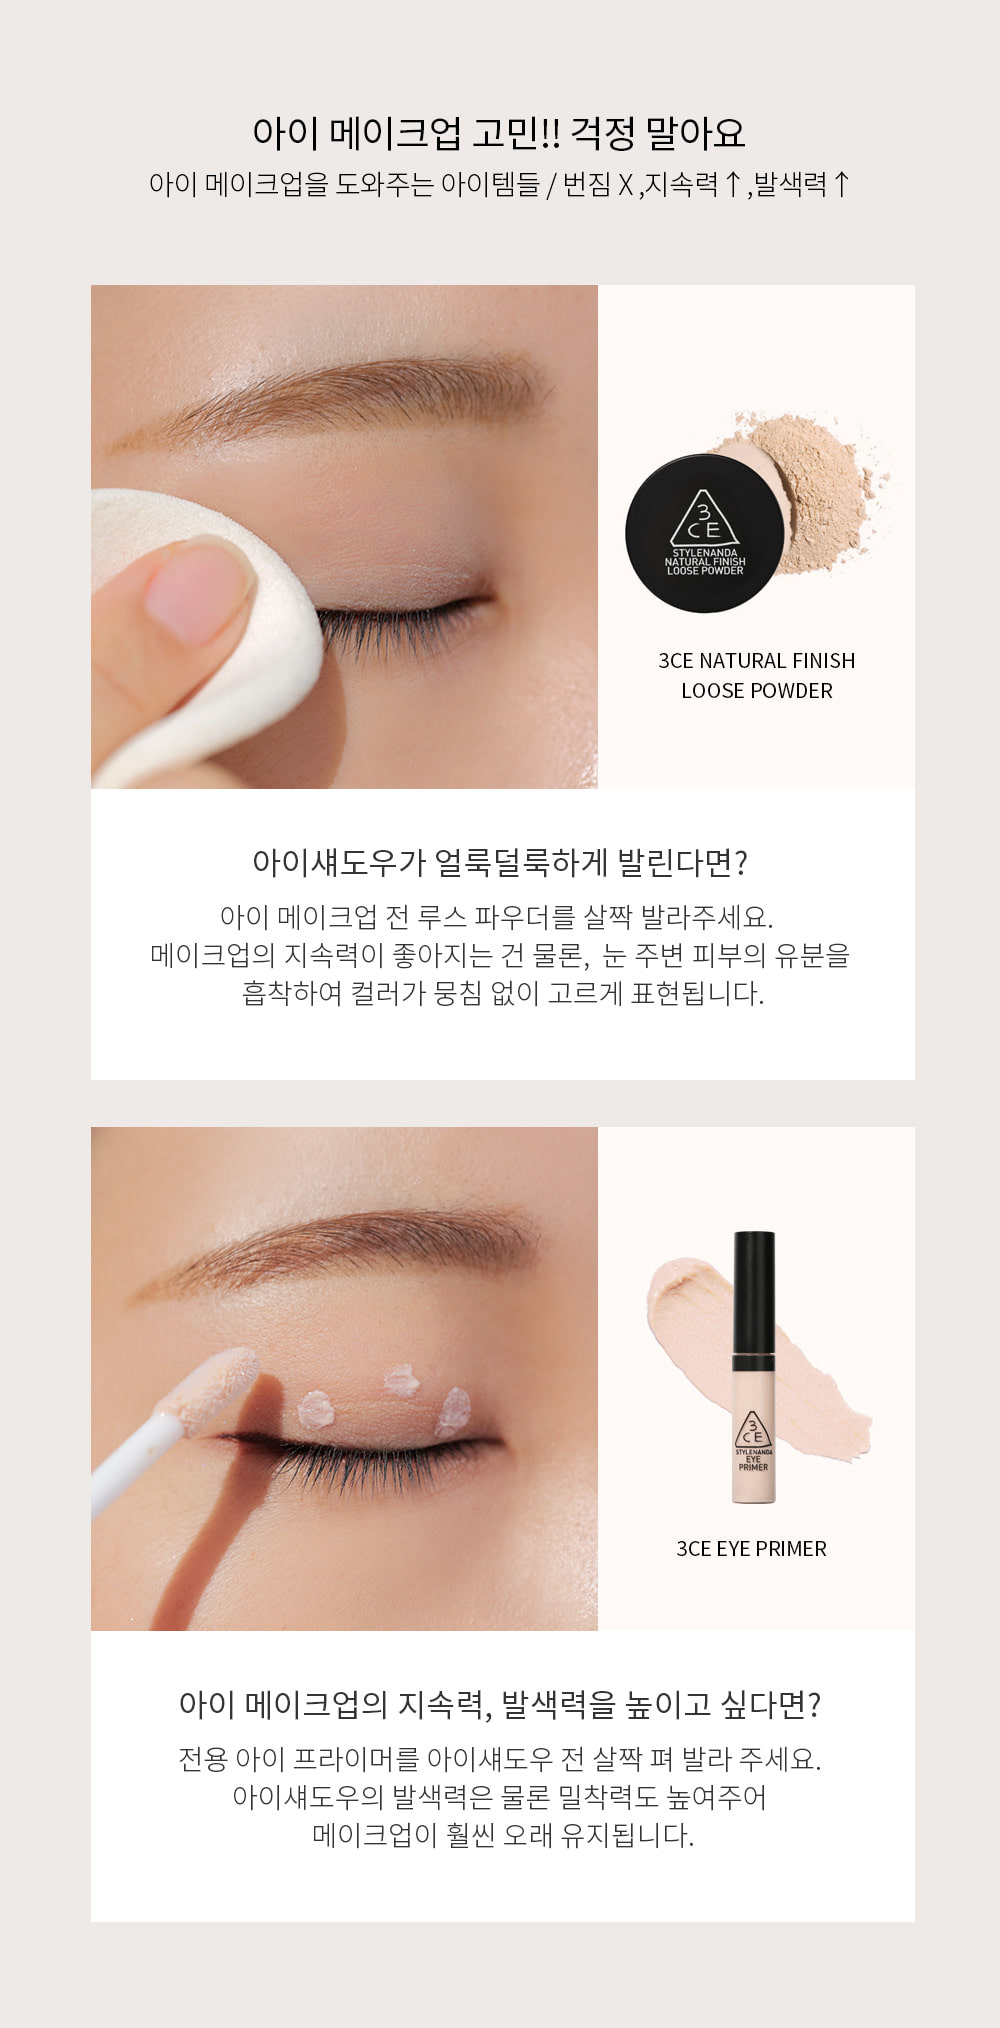 아이 메이크업 고민!! 걱정 말아요
아이 메이크업을 도와주는 아이템들 / 번짐 X ,지속력↑,발색력↑
3
CE
STYLENANDA
NATURAL FINISH
LOOSE POWDER
3CE NATURAL FINISH
LOOSE POWDER
아이섀도우가 얼룩덜룩하게 발린다면?
아이 메이크업 전 루스 파우더를 살짝 발라주세요.
메이크업의 지속력이 좋아지는 건 물론, 눈 주변 피부의 유분을
흡착하여 컬러가 뭉침 없이 고르게 표현됩니다.
3
CE
STYLENANDA
EYE
PRIMER
3CE EYE PRIMER
아이 메이크업의 지속력, 발색력을 높이고 싶다면?
전용 아이 프라이머를 아이섀도우 전 살짝 펴 발라 주세요.
아이섀도우의 발색력은 물론 밀착력도 높여주어
메이크업이 훨씬 오래 유지됩니다.